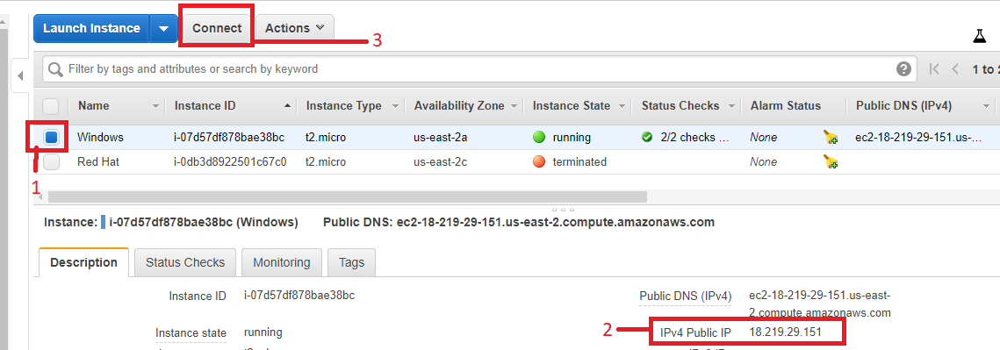 Launch Instance Connect Actions
3
Filter by tags and attributes or search by keyword ? 1 to 2
Name Instance ID Instance Type Availability Zone Instance State Status Checks Alarm Status Public DNS (IPv4)
Windows i-07d57df878bae38bc t2.micro us-east-2a running 2/2 checks ... None ec2-18-219-29-151.us-...
Red Hat i-0db3d8922501c67c0 t2.micro us-east-2c terminated None
1
Instance: i-07d57df878bae38bc (Windows) Public DNS: ec2-18-219-29-151.us-east-2.compute.amazonaws.com
Description Status Checks Monitoring Tags
Instance ID i-07d57df878bae38bc Public DNS (IPv4) ec2-18-219-29-151.us-east-
2.compute.amazonaws.com
Instance state running 2 IPv4 Public IP 18.219.29.151